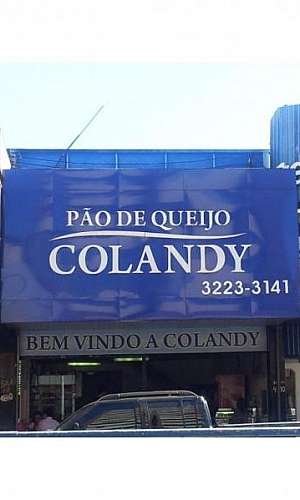 PÃO DE QUEIJO
COLANDY
3223-3141
BEM VINDO A COLANDY